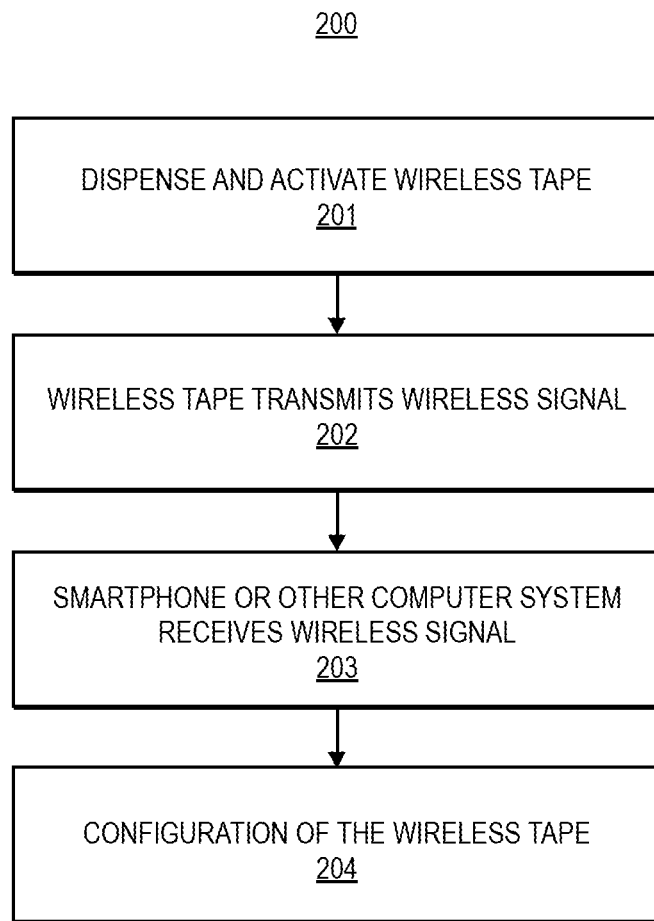 200
DISPENSE AND ACTIVATE WIRELESS TAPE
201
WIRELESS TAPE TRANSMITS WIRELESS SIGNAL
202
SMARTPHONE OR OTHER COMPUTER SYSTEM
RECEIVES WIRELESS SIGNAL
203
CONFIGURATION OF THE WIRELESS TAPE
204